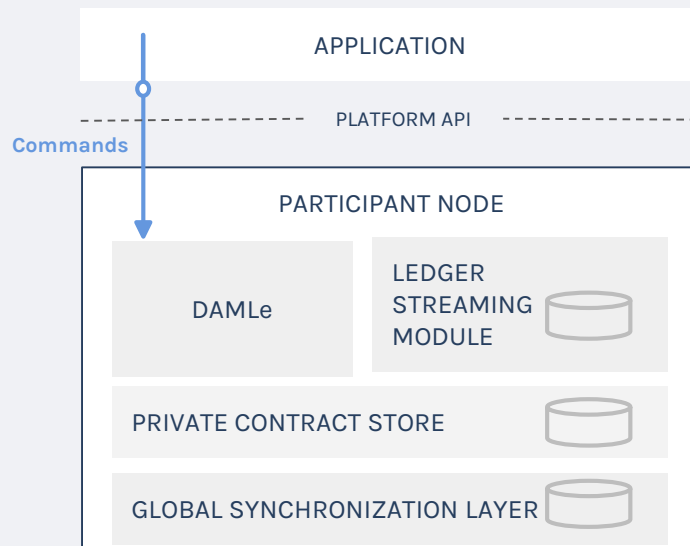 APPLICATION
PLATFORM API
Commands
PARTICIPANT NODE
DAMLe
LEDGER
STREAMING
MODULE
PRIVATE CONTRACT STORE
GLOBAL SYNCHRONIZATION LAYER